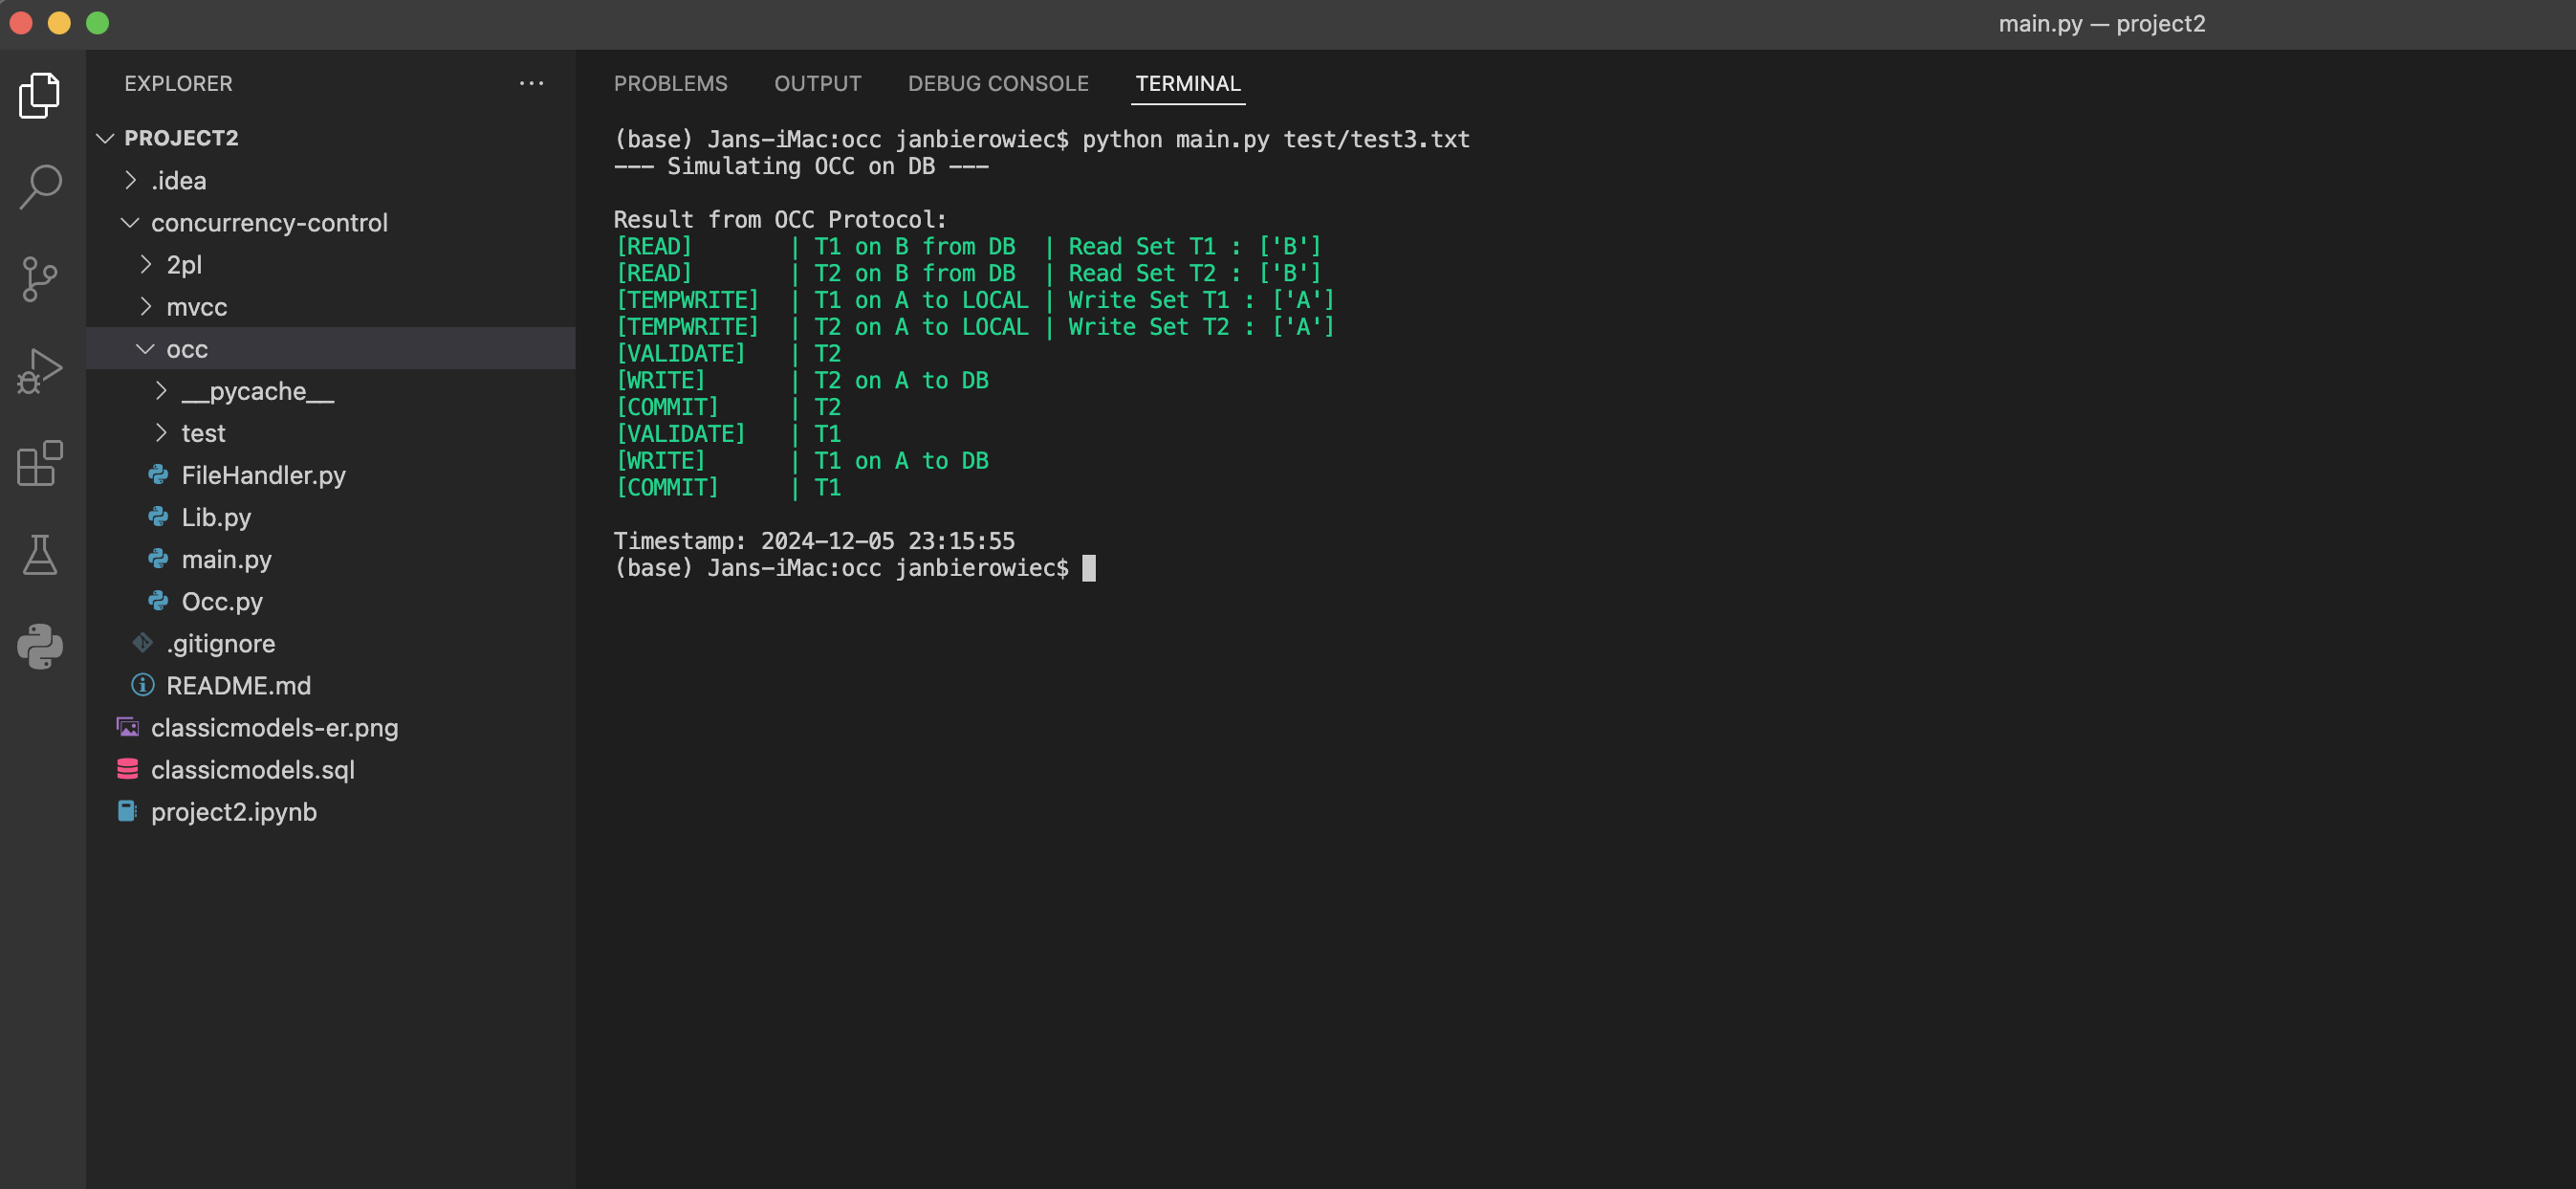 main.py — project2
EXPLORER
PROJECT2
.idea
concurrency-control
2pl
mvcc
occ
__pycache__
test
FileHandler.py
Lib.py
main.py
Occ.py
.gitignore
README.md
classicmodels-er.png
classicmodels.sql
project2.ipynb
PROBLEMS OUTPUT DEBUG CONSOLE TERMINAL
(base) Jans-iMac:occ janbierowiec$ python main.py test/test3.txt
--- Simulating OCC on DB ---
Result from OCC Protocol:
[READ] | T1 on B from DB | Read Set T1 : ['B']
[READ] | T2 on B from DB | Read Set T2 : ['B']
[TEMPWRITE] | T1 on A to LOCAL | Write Set T1 : ['A']
[TEMPWRITE] | T2 on A to LOCAL | Write Set T2 : ['A']
[VALIDATE] | T2
[WRITE] | T2 on A to DB
[COMMIT] | T2
[VALIDATE] | T1
[WRITE] | T1 on A to DB
[COMMIT] | T1
Timestamp: 2024-12-05 23:15:55
(base) Jans-iMac:occ janbierowiec$